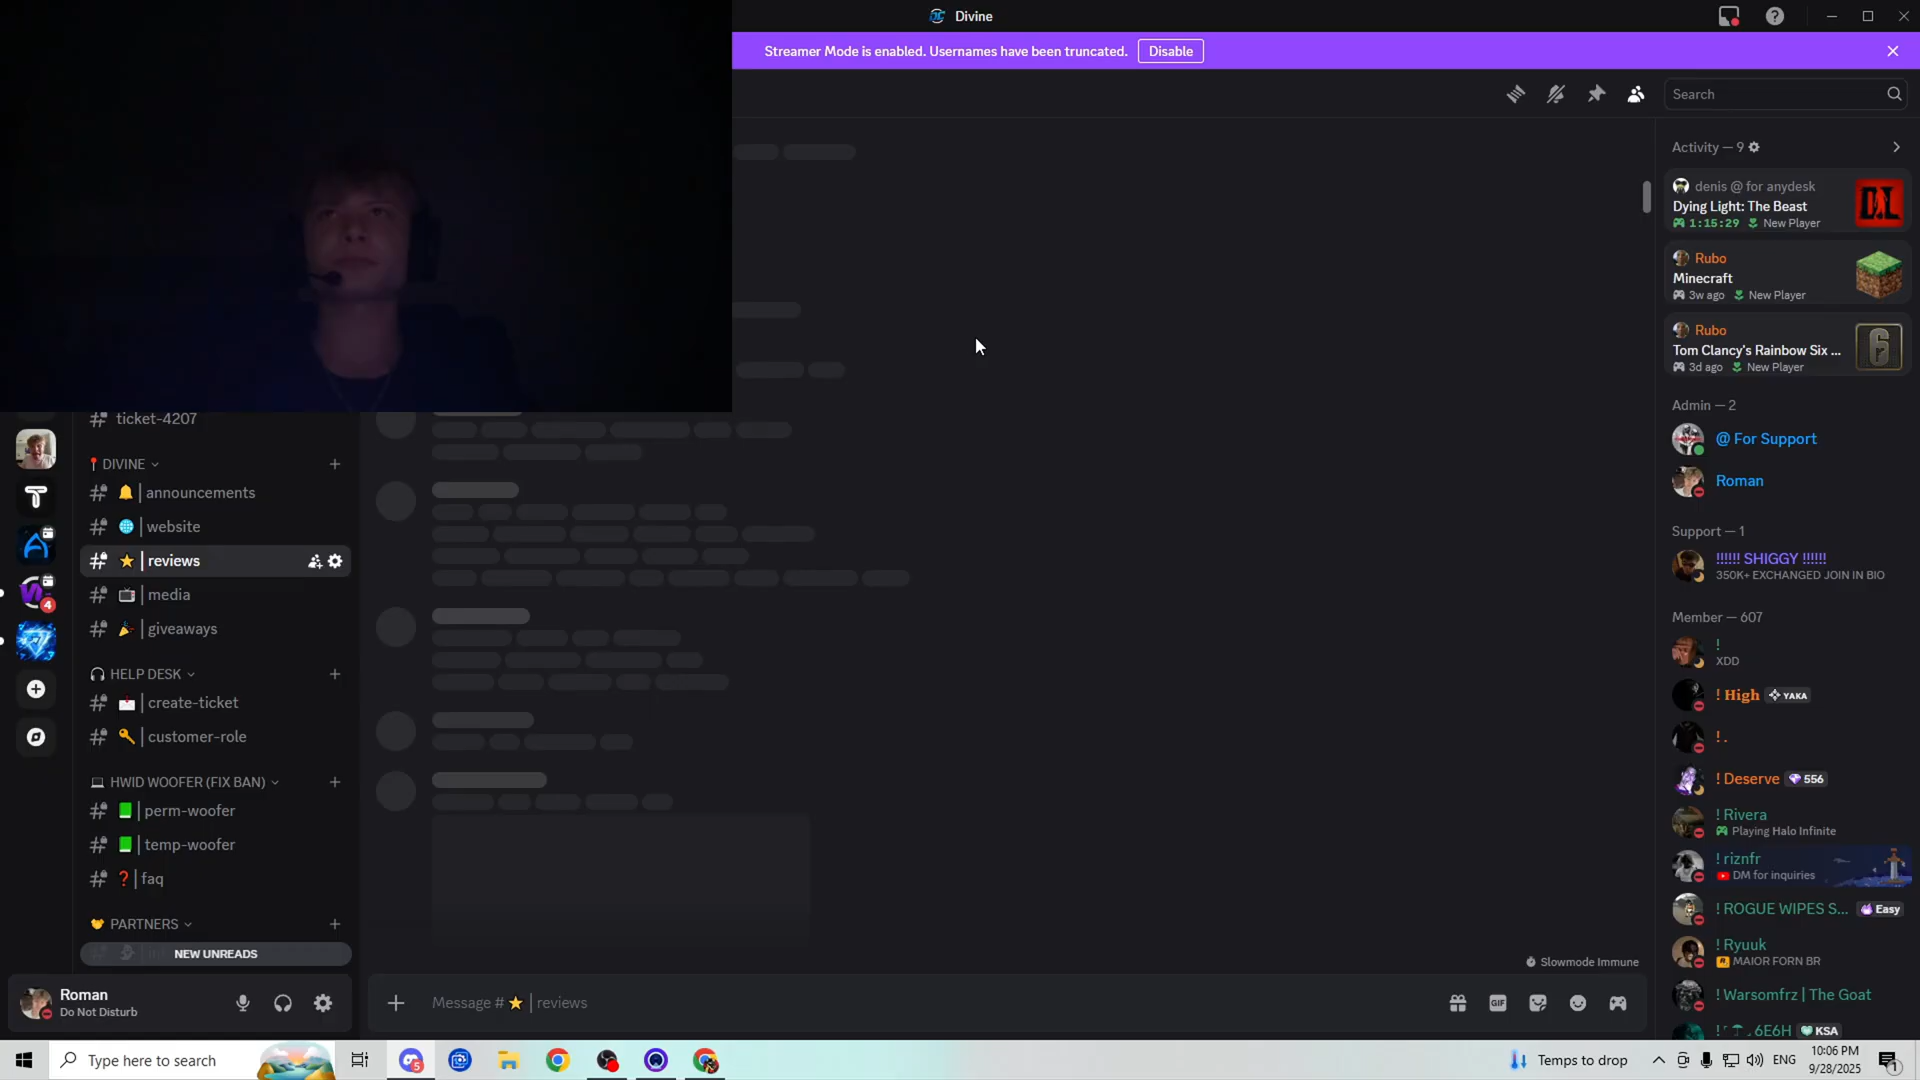 Divine
Streamer Mode is enabled. Usernames have been truncated.
Disable
Search
Activity — 9
denis @ for anydesk
Dying Light: The Beast
1:15:29 New Player
Rubo
Minecraft
3w ago New Player
Rubo
Tom Clancy's Rainbow Six ...
3d ago New Player
Admin — 2
@ For Support
Roman
Support — 1
!!!!!! SHIGGY !!!!!!
350K+ EXCHANGED JOIN IN BIO
Member — 607
!
XDD
! High YAKA
! .
! Deserve 556
! Rivera
Playing Halo Infinite
! riznfr
DM for inquiries
! ROGUE WIPES S... Easy
! Ryuuk
MAIOR FORN BR
! Warsomfrz | The Goat
6E6H KSA
ticket-4207
DIVINE
announcements
website
reviews
media
4
giveaways
HELP DESK
create-ticket
customer-role
HWID WOOFER (FIX BAN)
perm-woofer
temp-woofer
faq
PARTNERS
NEW UNREADS
Slowmode Immune
Roman
Do Not Disturb
Message # ⭐ | reviews
GIF
Type here to search
5
Temps to drop
ENG
10:06 PM
9/28/2025
1